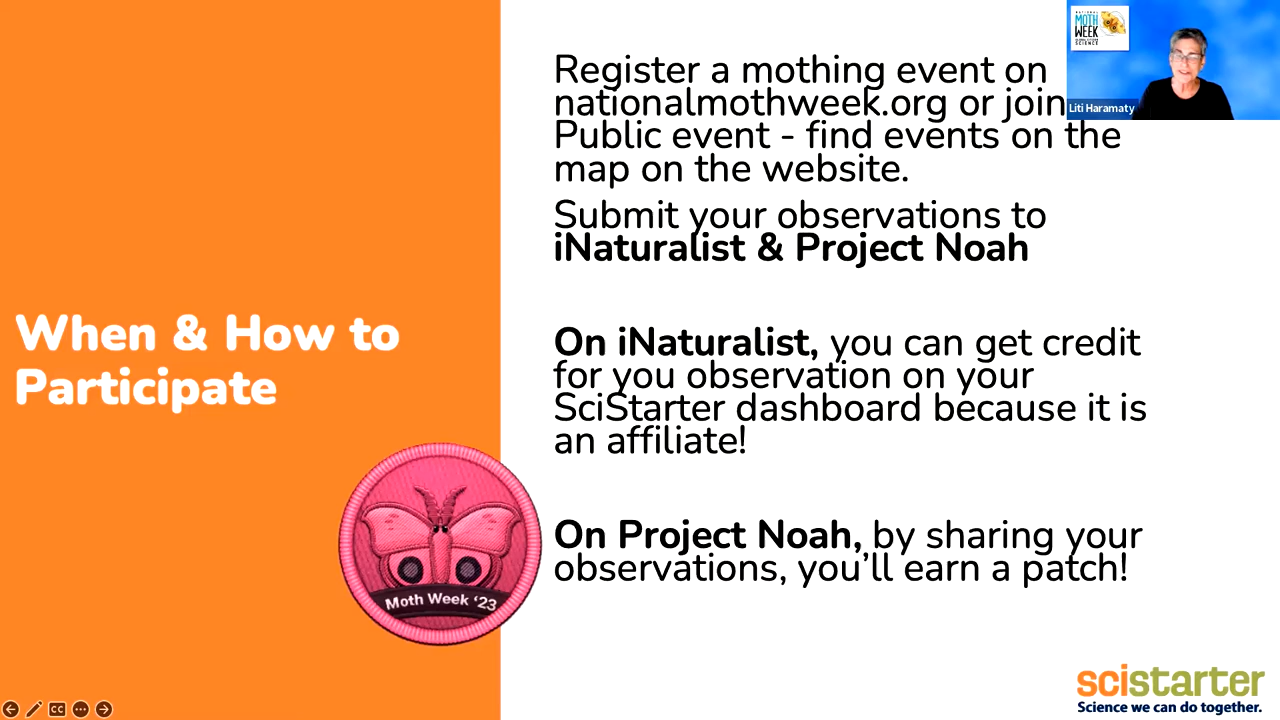 Register a mothing event on
nationalmothweek.org or join
Public event - find events on the
map on the website.
Submit your observations to
iNaturalist & Project Noah
On iNaturalist, you can get credit
for you observation on your
SciStarter dashboard because it is
an affiliate!
On Project Noah, by sharing your
observations, you'll earn a patch!
When & How to
Participate
Moth Week '23
NATIONAL
MOTH
WEEK
SCIENCE
Liti Haramaty
CC
scistarter
Science we can do together.